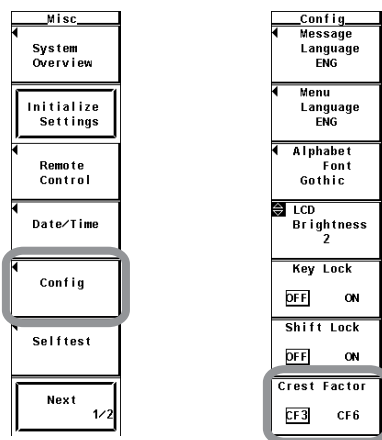 Misc
System
Overview
Initialize
Settings
Remote
Control
Date/Time
Config
Selftest
Next
1/2
Config
Message
Language
ENG
Menu
Language
ENG
Alphabet
Font
Gothic
LCD
Brightness
2
Key Lock
OFF ON
Shift Lock
OFF ON
Crest Factor
CF3 CF6